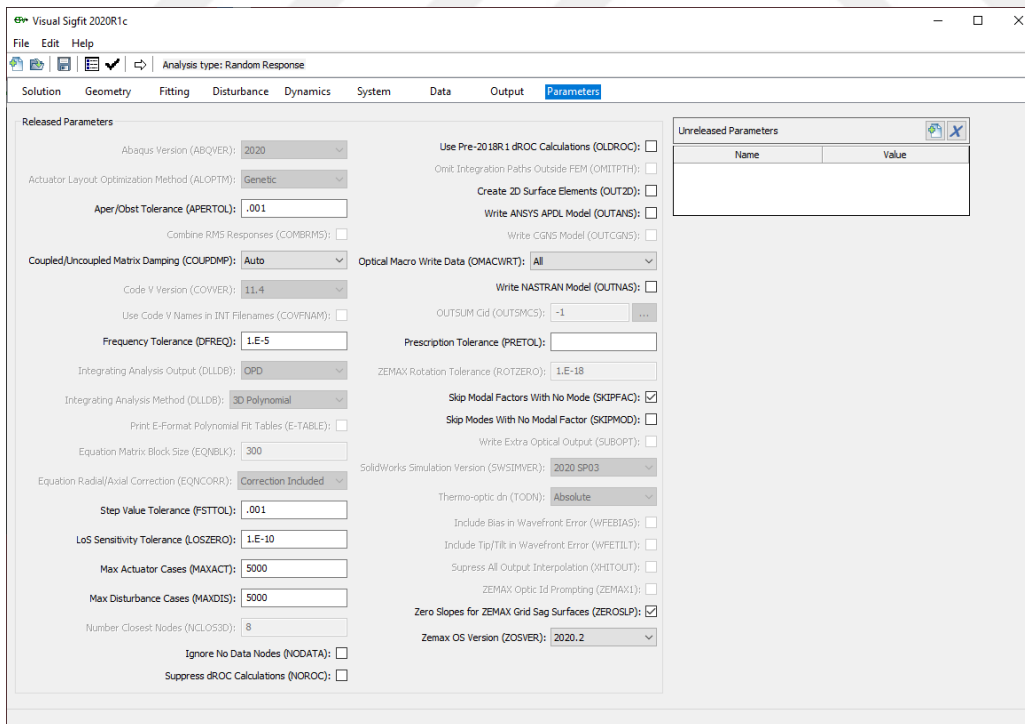 Visual Sigfit 2020R1c
File Edit Help
Analysis type: Random Response
Solution Geometry Fitting Disturbance Dynamics System Data Output Parameters
Released Parameters
Abaqus Version (ABQVER): 2020
Actuator Layout Optimization Method (ALOPTM): Genetic
Aper/Obst Tolerance (APERTOL): .001
Combine RMS Responses (COMBRMS):
Coupled/Uncoupled Matrix Damping (COUPDMP): Auto
Code V Version (COVVER): 11.4
Use Code V Names in INT Filenames (COVFNAM):
Frequency Tolerance (DFREQ): 1.E-5
Integrating Analysis Output (DLLDB): OPD
Integrating Analysis Method (DLLDB): 3D Polynomial
Print E-Format Polynomial Fit Tables (E-TABLE):
Equation Matrix Block Size (EQNBLK): 300
Equation Radial/Axial Correction (EQNCORR): Correction Included
Step Value Tolerance (FSTTOL): .001
LoS Sensitivity Tolerance (LOSZERO): 1.E-10
Max Actuator Cases (MAXACT): 5000
Max Disturbance Cases (MAXDIS): 5000
Number Closest Nodes (NCLOS3D): 8
Ignore No Data Nodes (NODATA):
Suppress dROC Calculations (NOROC):
Use Pre-2018R1 dROC Calculations (OLDROC):
Omit Integration Paths Outside FEM (OMITPTH):
Create 2D Surface Elements (OUT2D):
Write ANSYS APDL Model (OUTANS):
Write CGNS Model (OUTCGNS):
Optical Macro Write Data (OMACWRT): All
Write NASTRAN Model (OUTNAS):
OUTSUM Cid (OUTSMCS): -1 ...
Prescription Tolerance (PRETOL):
ZEMAX Rotation Tolerance (ROTZERO): 1.E-18
Skip Modal Factors With No Mode (SKIPFAC):
Skip Modes With No Modal Factor (SKIPMOD):
Write Extra Optical Output (SUBOPT):
SolidWorks Simulation Version (SWSIMVER): 2020 SP03
Thermo-optic dn (TODN): Absolute
Include Bias in Wavefront Error (WFEBIAS):
Include Tip/Tilt in Wavefront Error (WFETILT):
Supress All Output Interpolation (XHITOUT):
ZEMAX Optic Id Prompting (ZEMAX1):
Zero Slopes for ZEMAX Grid Sag Surfaces (ZEROSLP):
Zemax OS Version (ZOSVER): 2020.2
Unreleased Parameters
Name Value